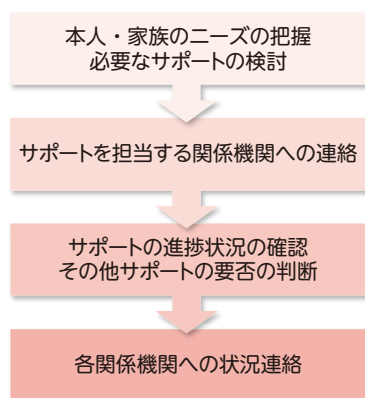 本人・家族のニーズの把握
必要なサポートの検討
サポートを担当する関係機関への連絡
サポートの進捗状況の確認
その他サポートの要否の判断
各関係機関への状況連絡